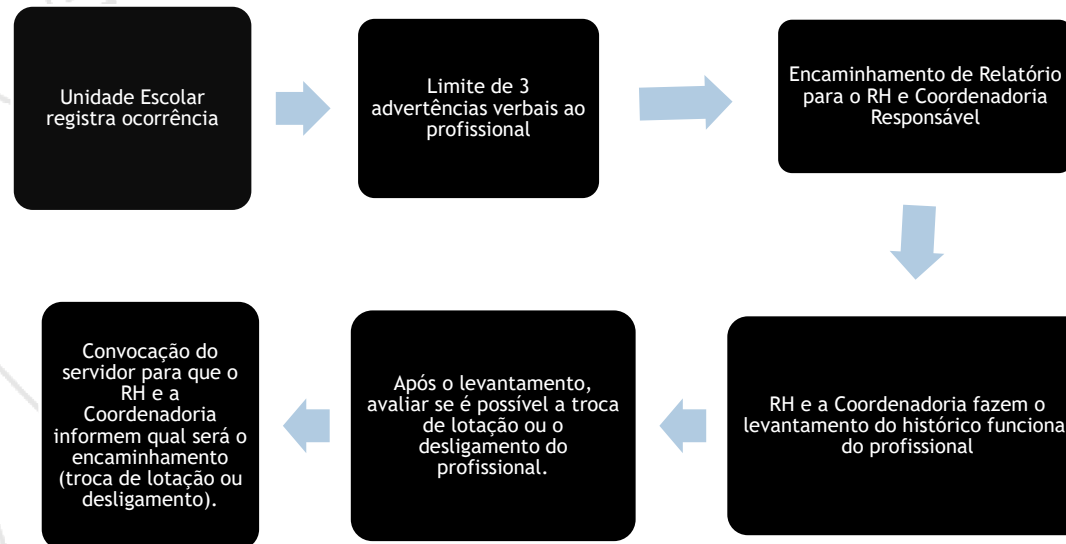 Unidade Escolar
registra ocorrência
Limite de 3
advertências verbais ao
profissional
Encaminhamento de Relatório
para o RH e Coordenadoria
Responsável
RH e a Coordenadoria fazem o
levantamento do histórico funciona
do profissional
Após o levantamento,
avaliar se é possível a troca
de lotação ou o
desligamento do
profissional.
Convocação do
servidor para que o
RH e a
Coordenadoria
informem qual será o
encaminhamento
(troca de lotação ou
desligamento).